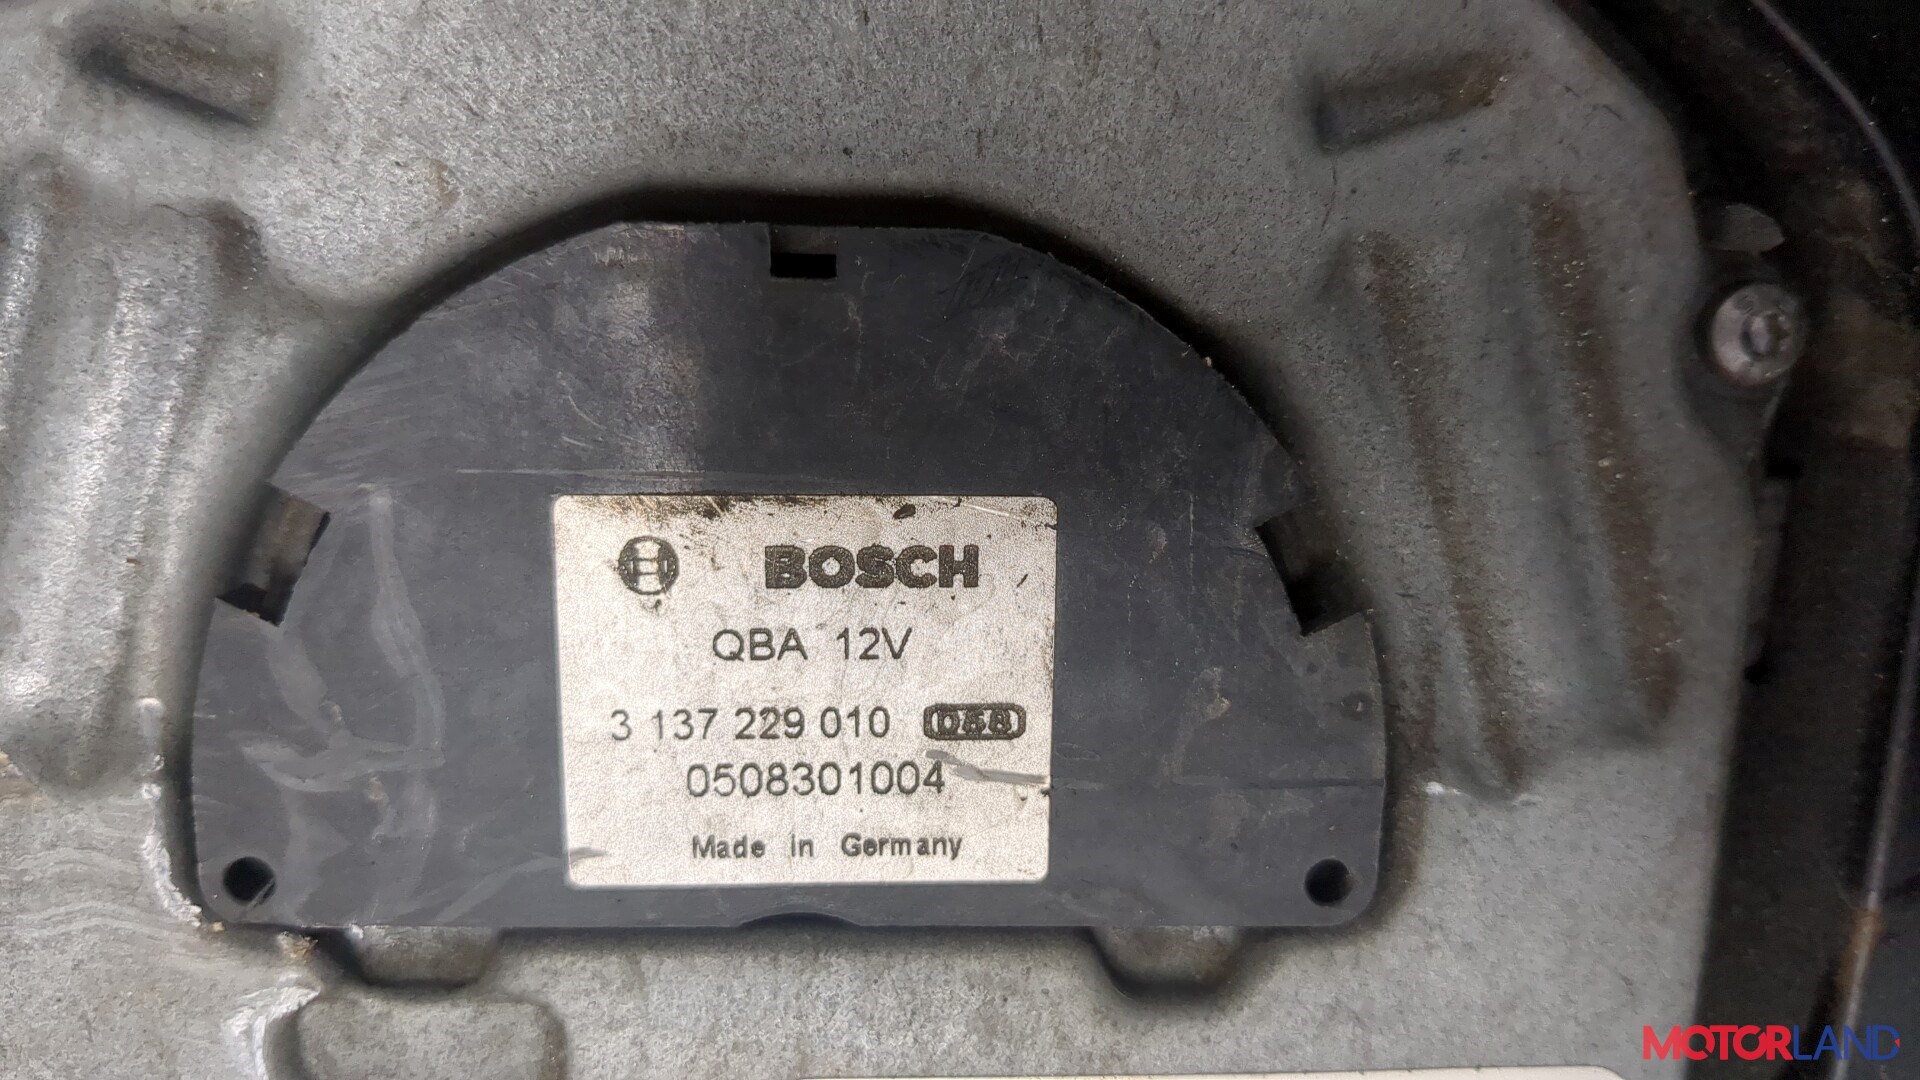 BOSCH
QBA 12V
3 137 229 010
0508301004
Made in Germany
MOTORLAND